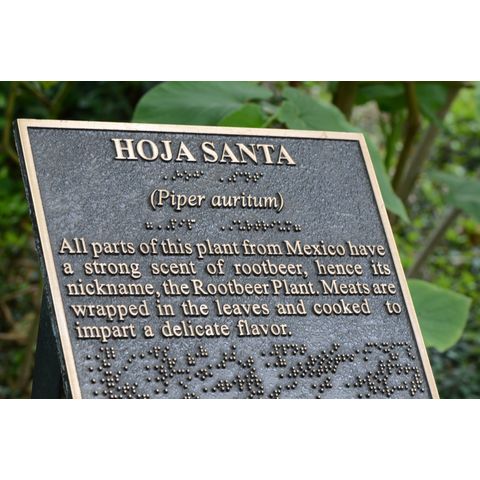 HOJA SANTA
(Piper auritum)
All parts of this plant from Mexico have
a strong scent of rootbeer, hence its
nickname, the Rootbeer Plant. Meats are
wrapped in the leaves and cooked to
impart a delicate flavor.